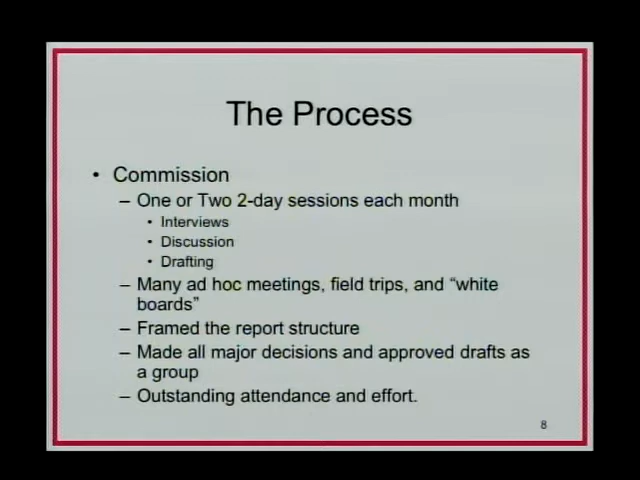 The Process
• Commission
– One or Two 2-day sessions each month
• Interviews
• Discussion
• Drafting
– Many ad hoc meetings, field trips, and “white
boards”
– Framed the report structure
– Made all major decisions and approved drafts as
a group
– Outstanding attendance and effort.
8